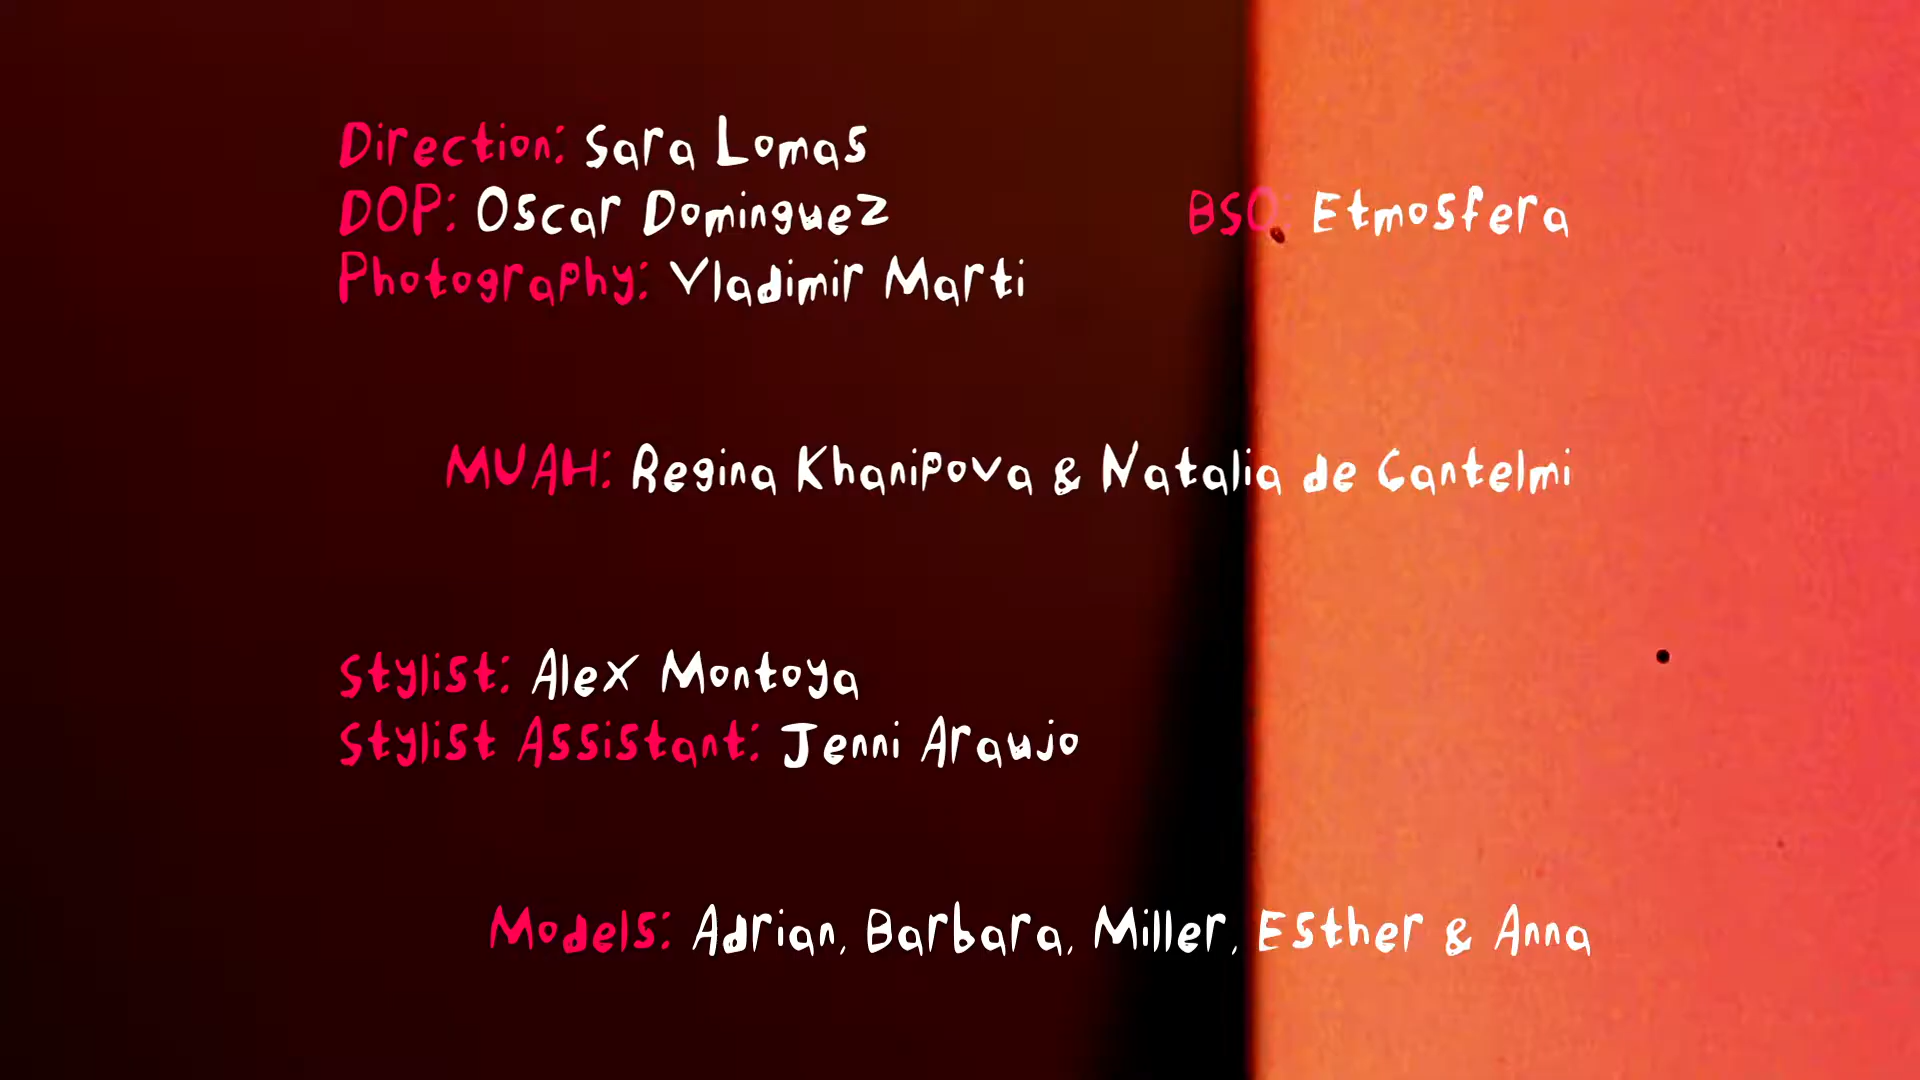 Direction: Sara Lomas
DOP: Oscar Dominguez
BSO: Etmosfera
Photography: Vladimir Marti
MUAH: Regina Khanipova & Natalia de Cantelmi
Stylist: Alex Montoya
Stylist Assistant: Jenni Araujo
Models: Adrian, Barbara, Miller, Esther & Anna